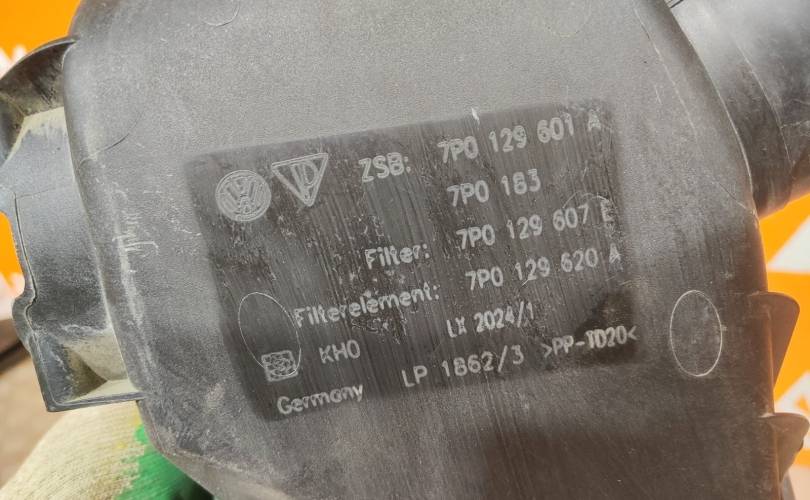 ZSB: 7P0 129 601 A
7P0 183
Filter: 7P0 129 607 E
Filterelement: 7P0 129 620 A
LX 2024/1
KHO
LP 1862/3 >PP-TD20<
Germany